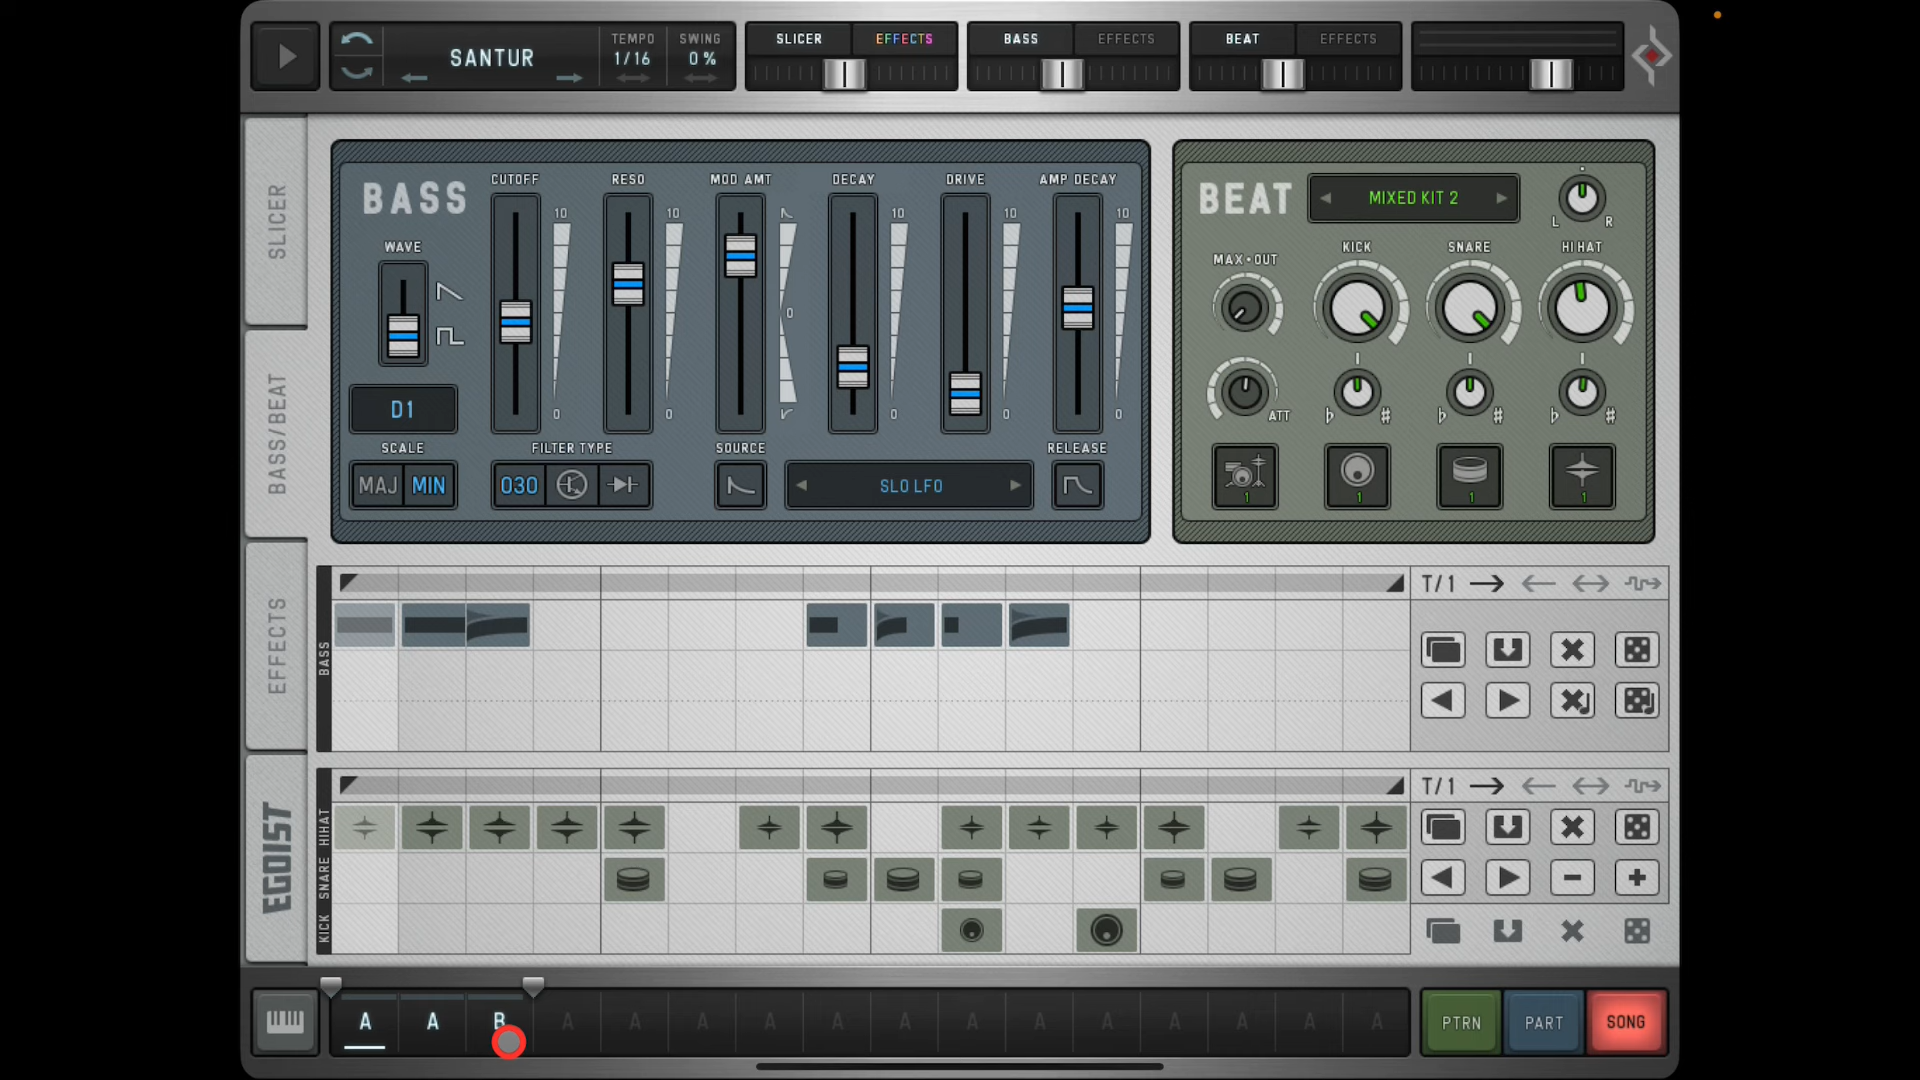 SANTUR
TEMPO
1/16
SWING
0 %
SLICER
EFFECTS
BASS
EFFECTS
BEAT
EFFECTS
SLICER
BASS/BEAT
EFFECTS
EGOIST
BASS
WAVE
D1
SCALE
MAJ
MIN
CUTOFF
10
0
RESO
10
0
MOD AMT
0
DECAY
10
0
DRIVE
10
0
AMP DECAY
10
0
FILTER TYPE
030
SOURCE
SLO LFO
RELEASE
BEAT
MIXED KIT 2
L
R
MAX•OUT
KICK
SNARE
HIHAT
ATT
♭ ♯
♭ ♯
♭ ♯
1
1
1
1
BASS
T/1
HIHAT
SNARE
KICK
T/1
A
A
B
A
A
A
A
A
A
A
A
A
A
A
A
A
PTRN
PART
SONG